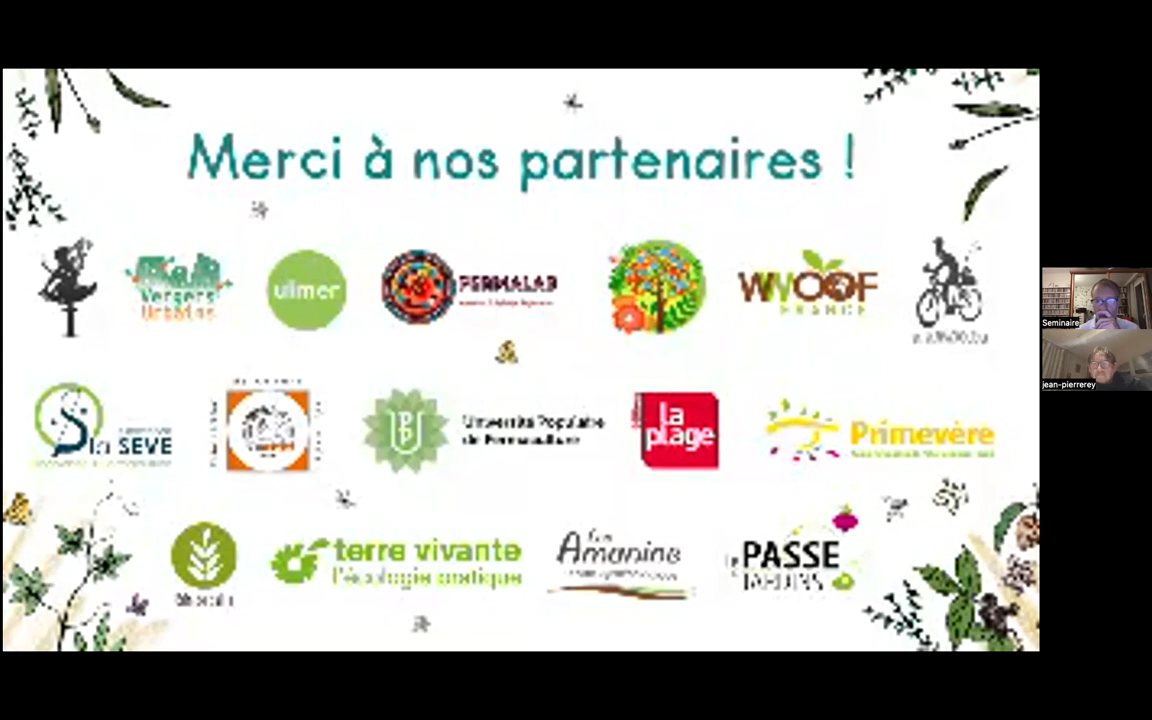 Merci à nos partenaires !
Vergers
Urbains
ulmer
PERMALAB
WWOOF
FRANCE
la SEVE
Université Populaire
de Permaculture
la
plage
Primevère
terre vivante
l'écologie pratique
Les
Amanins
PASSE
JARDINS
Seminaire
jean-pierrerey